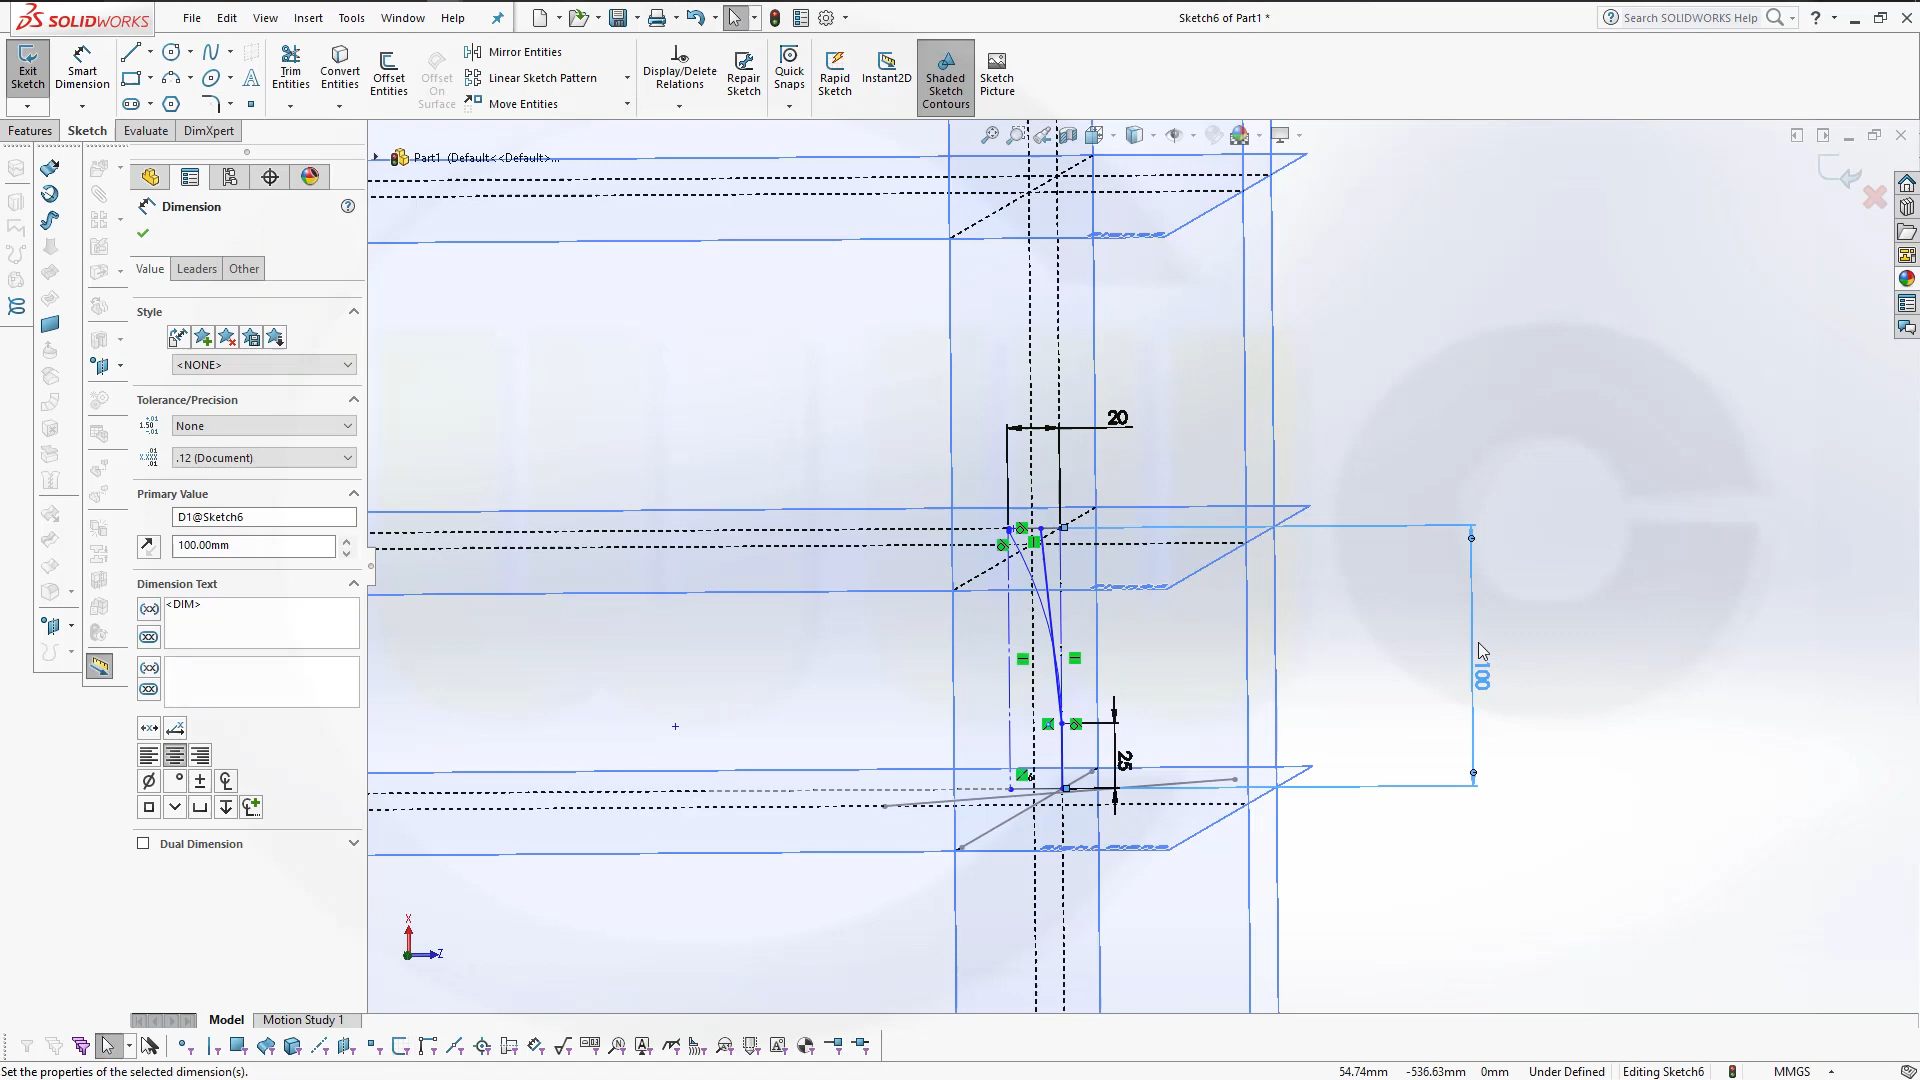 SOLIDWORKS
File Edit View Insert Tools Window Help
Sketch6 of Part1 *
Search SOLIDWORKS Help
Exit Sketch
Smart Dimension
Trim Entities
Convert Entities
Offset Entities
Offset On Surface
Mirror Entities
Linear Sketch Pattern
Move Entities
Display/Delete Relations
Repair Sketch
Quick Snaps
Rapid Sketch
Instant2D
Shaded Sketch Contours
Sketch Picture
Features Sketch Evaluate DimXpert
Part1 (Default<<Default>...
Dimension
Value Leaders Other
Style
<NONE>
Tolerance/Precision
None
.12 (Document)
Primary Value
D1@Sketch6
100.00mm
Dimension Text
<DIM>
Dual Dimension
20
100
25
X
Z
Model Motion Study 1
Set the properties of the selected dimension(s).
54.74mm -536.63mm 0mm Under Defined Editing Sketch6 MMGS